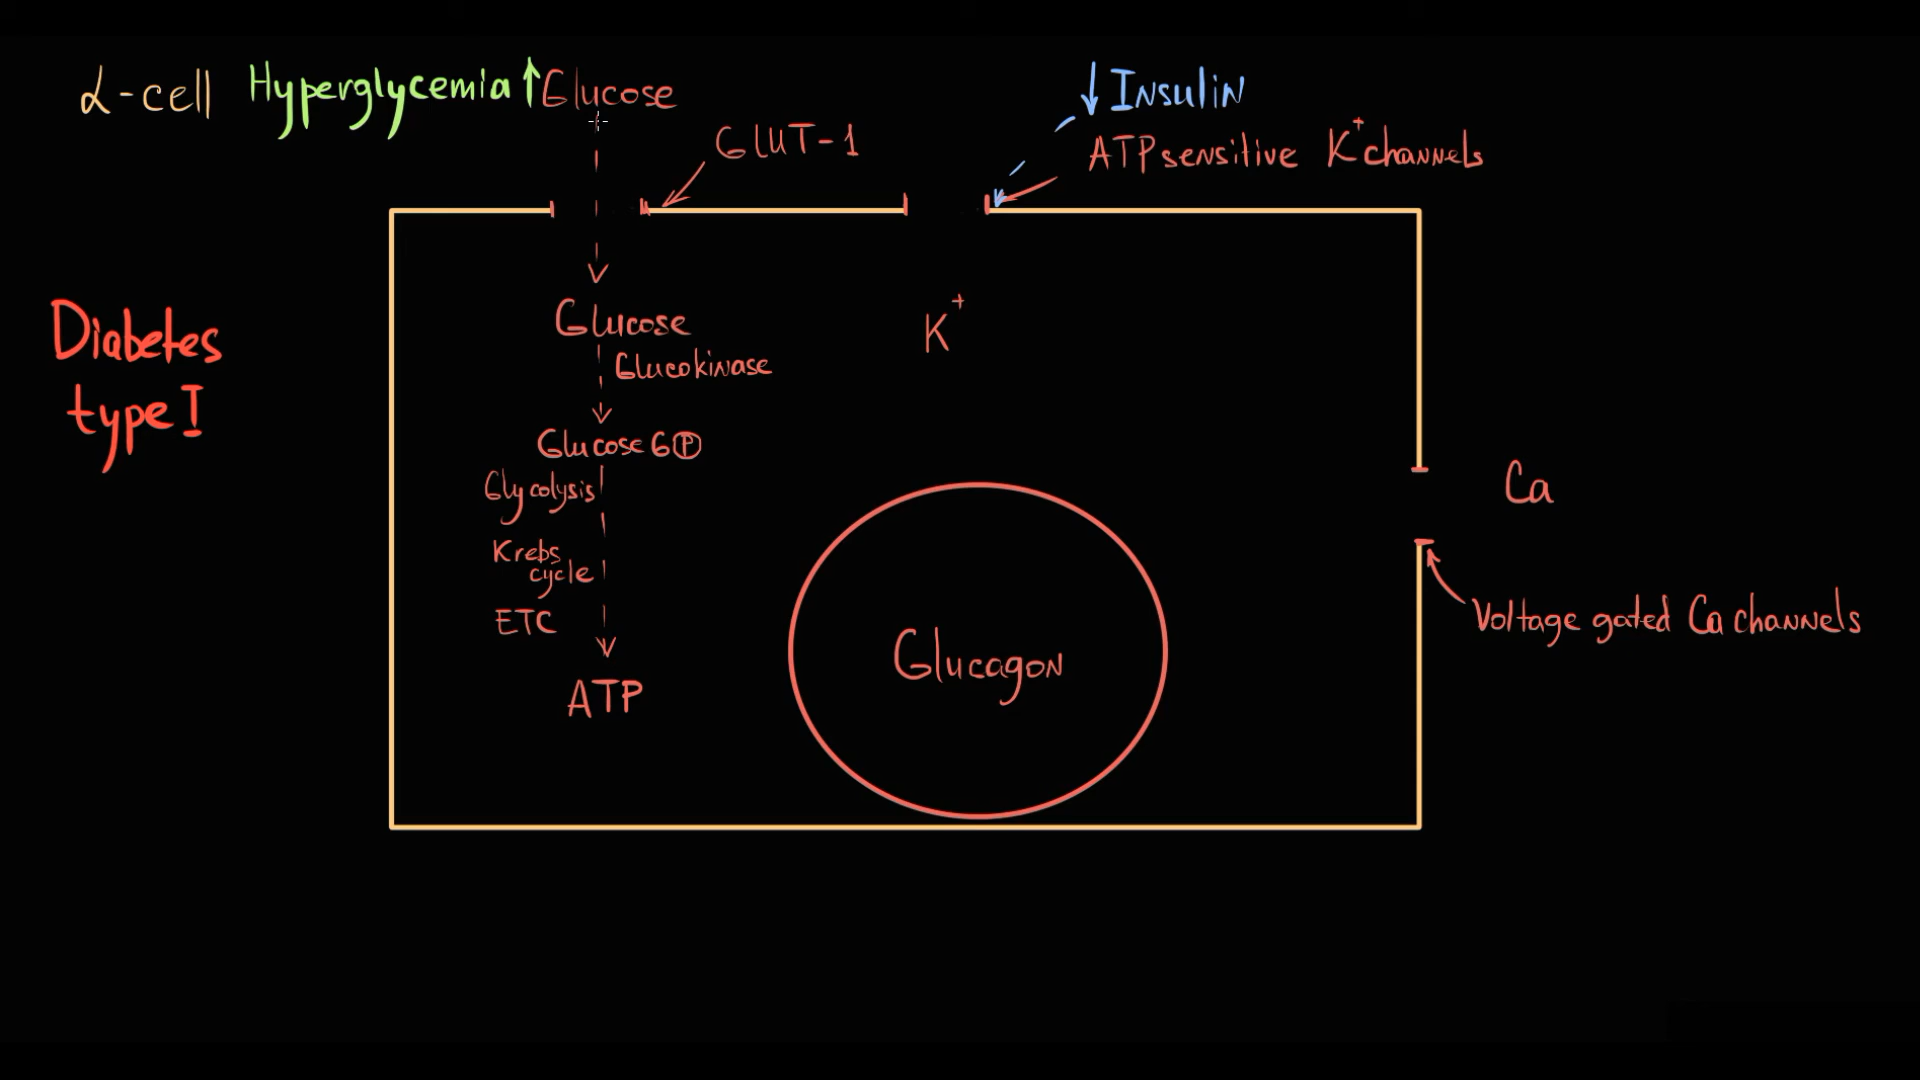 α-cell Hyperglycemia ↑Glucose
↓ Insulin
GLUT-1
ATP sensitive K+ channels
Diabetes
type I
Glucose
K+
Glucokinase
Glucose 6 P
Glycolysis
Krebs
cycle
ETC
ATP
Glucagon
Ca
Voltage gated Ca channels